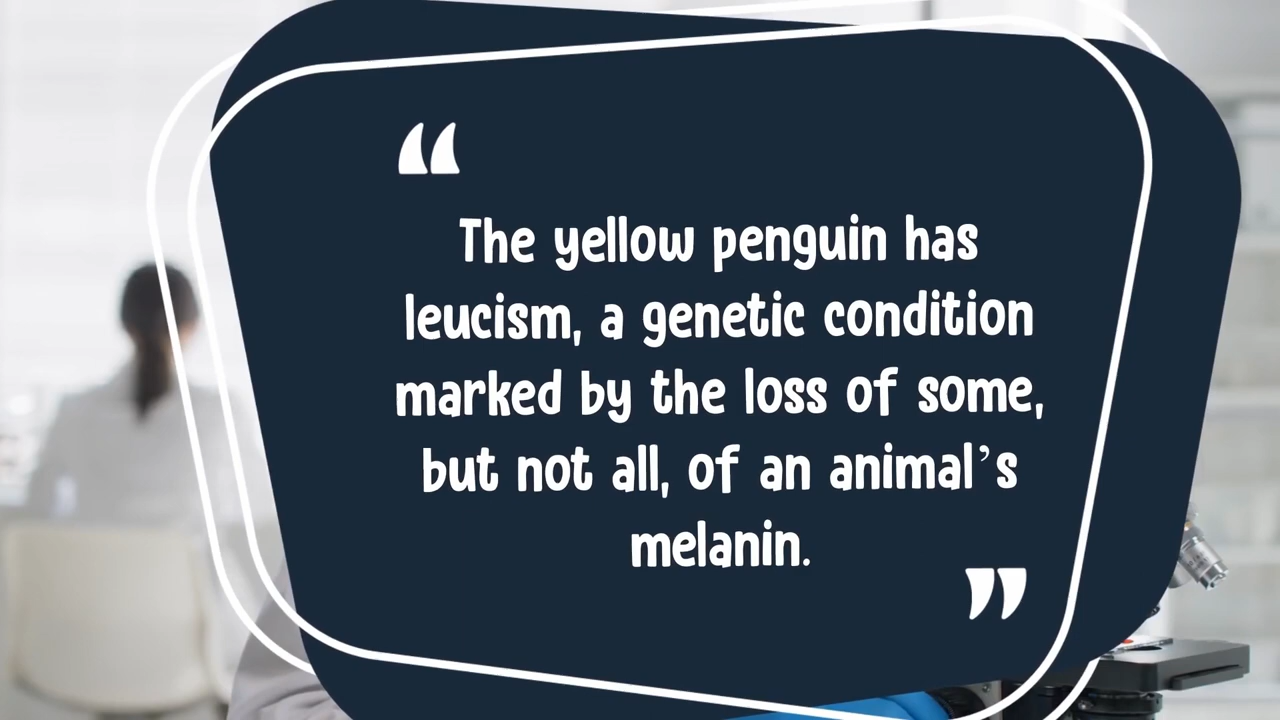 “
The yellow penguin has
leucism, a genetic condition
marked by the loss of some,
but not all, of an animal’s
melanin.
”